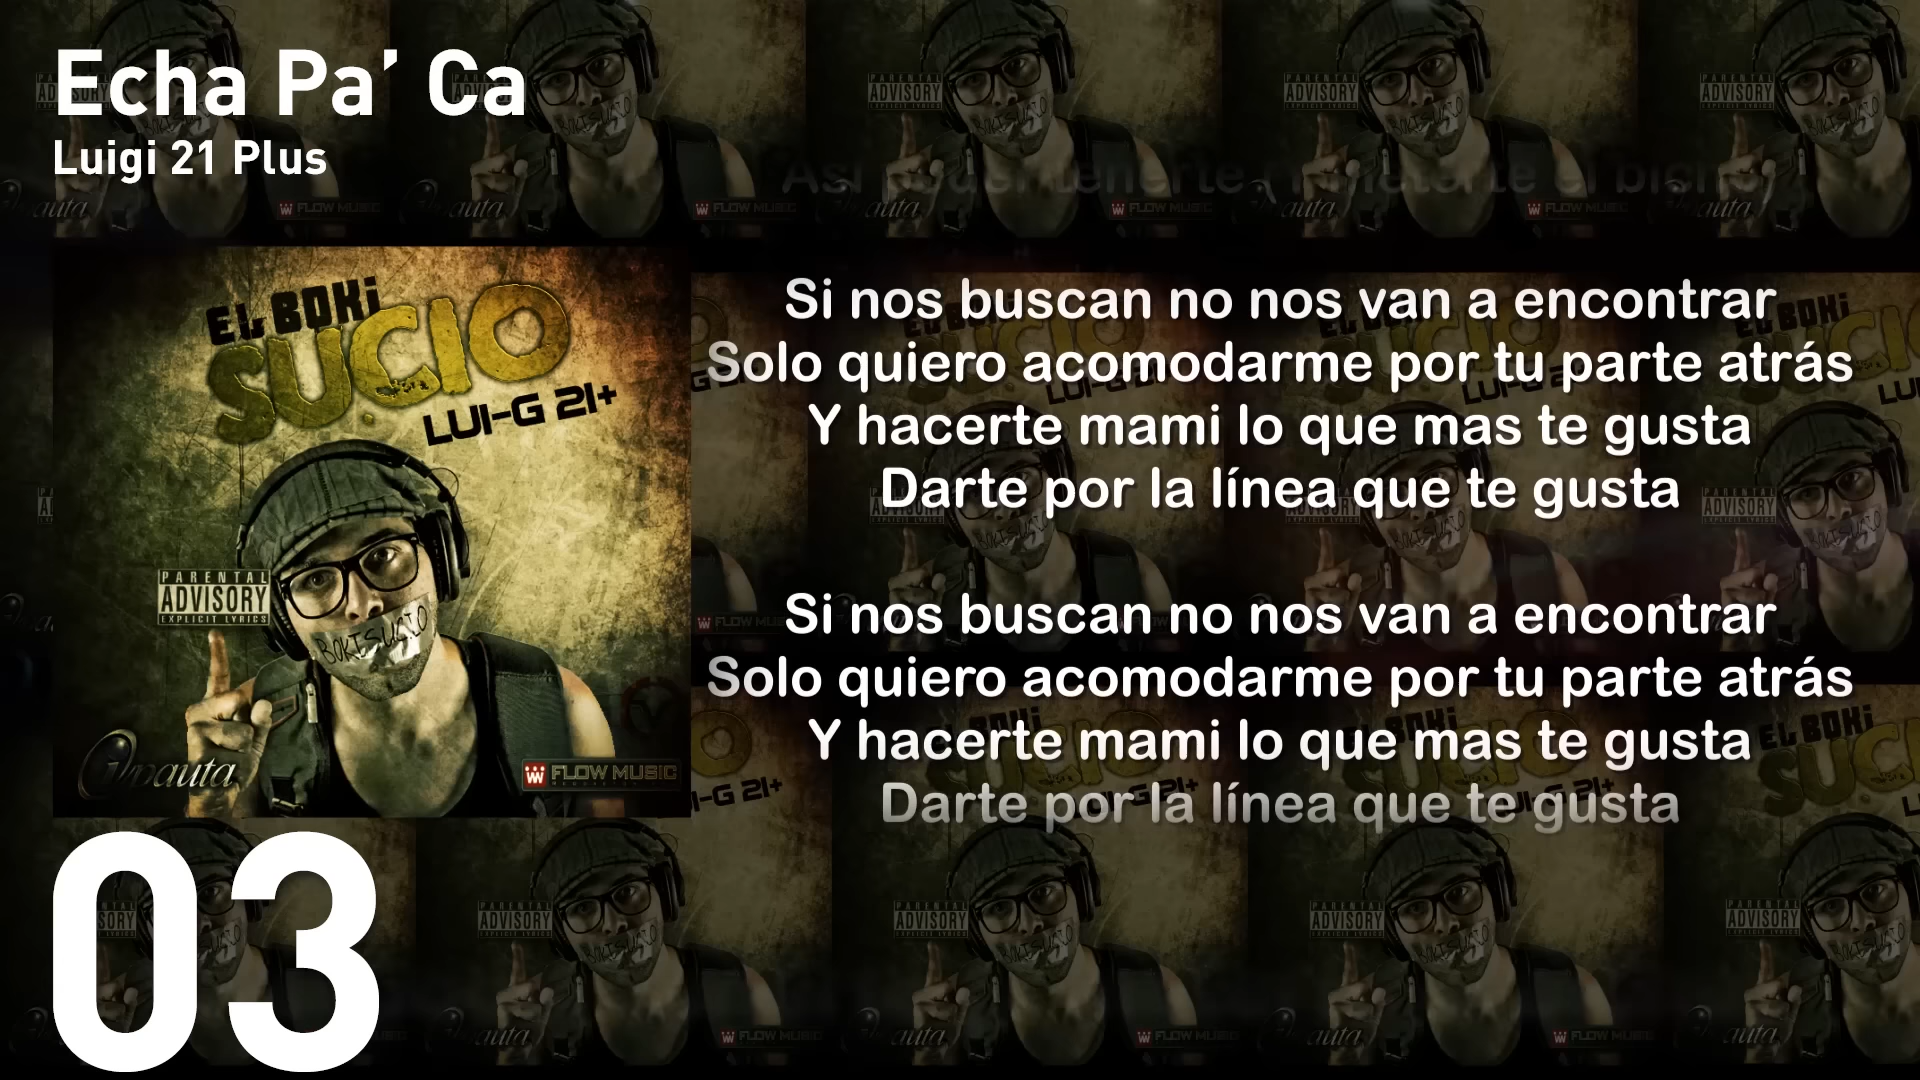 Echa Pa’ Ca
Luigi 21 Plus
EL BOKi
SUCIO
LUI-G 21+
PARENTAL
ADVISORY
EXPLICIT LYRICS
BOKISUCIO
FLOW MUSIC
03
Si nos buscan no nos van a encontrar
Solo quiero acomodarme por tu parte atrás
Y hacerte mami lo que mas te gusta
Darte por la línea que te gusta
Si nos buscan no nos van a encontrar
Solo quiero acomodarme por tu parte atrás
Y hacerte mami lo que mas te gusta
Darte por la línea que te gusta